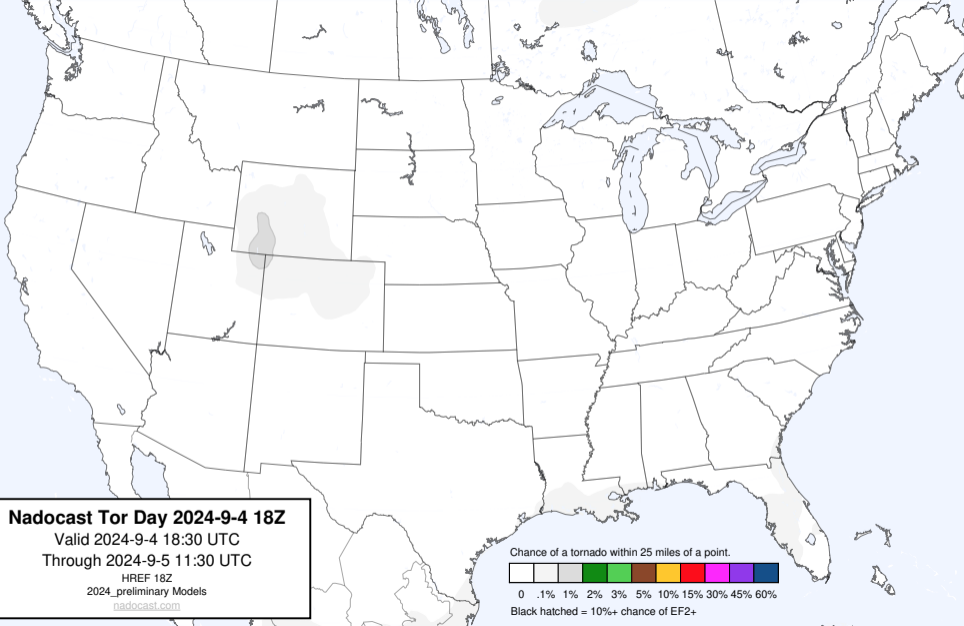 Nadocast Tor Day 2024-9-4 18Z
Valid 2024-9-4 18:30 UTC
Through 2024-9-5 11:30 UTC
HREF 18Z
2024_preliminary Models
nadocast.com
Chance of a tornado within 25 miles of a point.
0 .1% 1% 2% 3% 5% 10% 15% 30% 45% 60%
Black hatched = 10%+ chance of EF2+